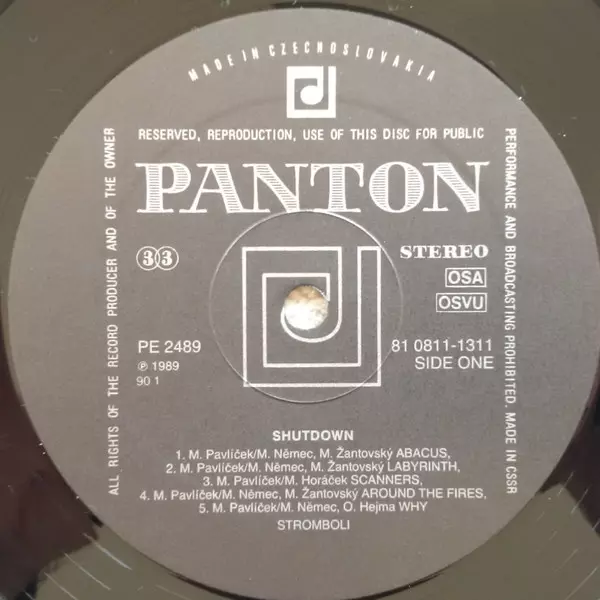 MADE IN CZECHOSLOVAKIA
RESERVED, REPRODUCTION, USE OF THIS DISC FOR PUBLIC
PERFORMANCE AND BROADCASTING PROHIBITED. MADE IN CSSR
ALL RIGHTS OF THE RECORD PRODUCER AND OF THE OWNER
PANTON
33
STEREO
OSA
OSVU
PE 2489
℗ 1989
90 1
81 0811-1311
SIDE ONE
SHUTDOWN
1. M. Pavlíček/M. Němec, M. Žantovský ABACUS,
2. M. Pavlíček/M. Němec, M. Žantovský LABYRINTH,
3. M. Pavlíček/M. Horáček SCANNERS,
4. M. Pavlíček/M. Němec, M. Žantovský AROUND THE FIRES,
5. M. Pavlíček/M. Němec, O. Hejma WHY
STROMBOLI